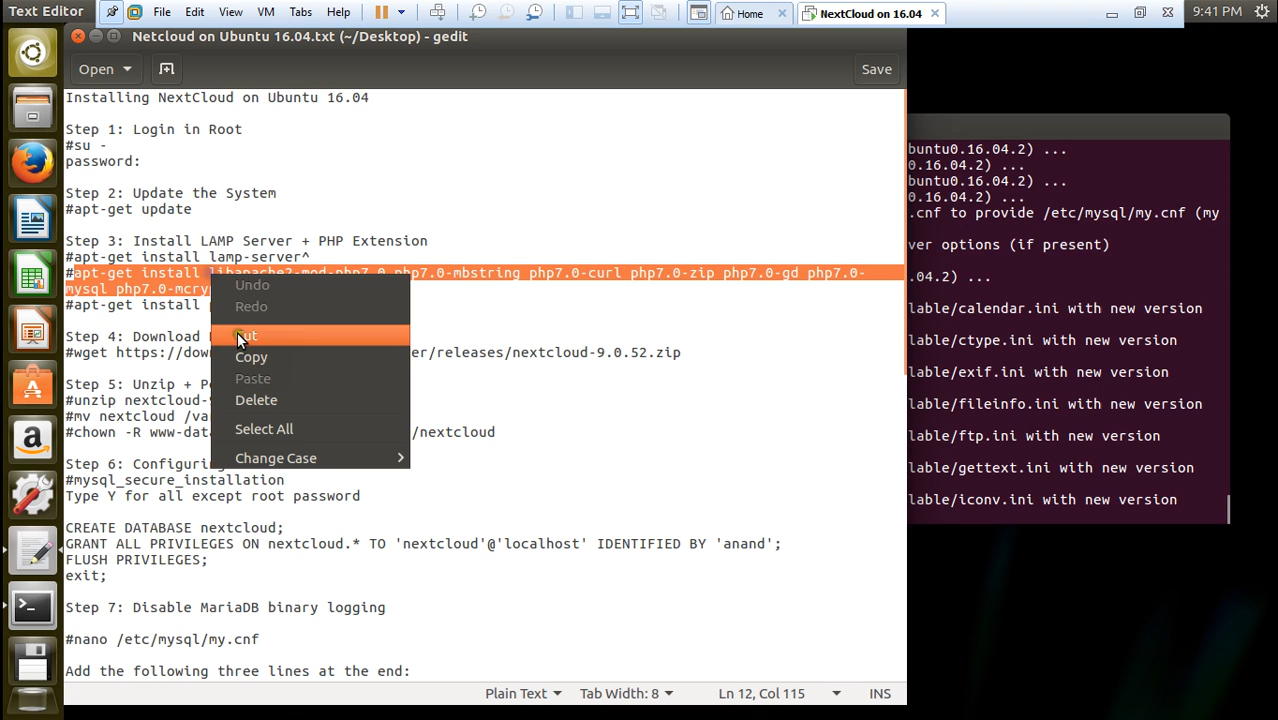 Text Editor
File Edit View VM Tabs Help
Home
NextCloud on 16.04
9:41 PM
Netcloud on Ubuntu 16.04.txt (~/Desktop) - gedit
Open
Save
Installing NextCloud on Ubuntu 16.04
Step 1: Login in Root
#su -
password:
Step 2: Update the System
#apt-get update
Step 3: Install LAMP Server + PHP Extension
#apt-get install lamp-server^
#apt-get install libapache2-mod-php7.0 php7.0-mbstring php7.0-curl php7.0-zip php7.0-gd php7.0-
mysql php7.0-mcry
#apt-get install
Step 4: Download
#wget https://dow er/releases/nextcloud-9.0.52.zip
Step 5: Unzip + P
#unzip nextcloud-
#mv nextcloud /va
#chown -R www-dat /nextcloud
Step 6: Configurin
#mysql_secure_installation
Type Y for all except root password
CREATE DATABASE nextcloud;
GRANT ALL PRIVILEGES ON nextcloud.* TO 'nextcloud'@'localhost' IDENTIFIED BY 'anand';
FLUSH PRIVILEGES;
exit;
Step 7: Disable MariaDB binary logging
#nano /etc/mysql/my.cnf
Add the following three lines at the end:
Undo
Redo
Cut
Copy
Paste
Delete
Select All
Change Case
Plain Text
Tab Width: 8
Ln 12, Col 115
INS
buntu0.16.04.2) ...
0.16.04.2) ...
buntu0.16.04.2) ...
0.16.04.2) ...
.cnf to provide /etc/mysql/my.cnf (my
ver options (if present)
.04.2) ...
lable/calendar.ini with new version
lable/ctype.ini with new version
lable/exif.ini with new version
lable/fileinfo.ini with new version
lable/ftp.ini with new version
lable/gettext.ini with new version
lable/iconv.ini with new version